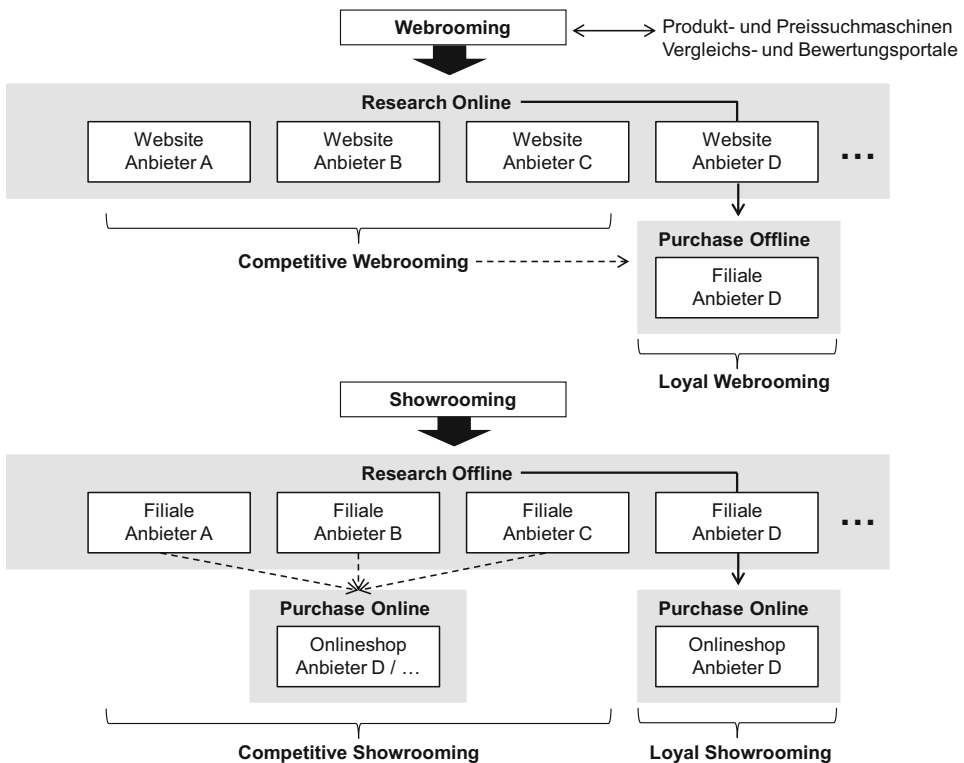 Webrooming
Produkt- und Preissuchmaschinen
Vergleichs- und Bewertungsportale
Research Online
Website
Anbieter A
Website
Anbieter B
Website
Anbieter C
Website
Anbieter D
...
Purchase Offline
Filiale
Anbieter D
Competitive Webrooming
Loyal Webrooming
Showrooming
Research Offline
Filiale
Anbieter A
Filiale
Anbieter B
Filiale
Anbieter C
Filiale
Anbieter D
...
Purchase Online
Onlineshop
Anbieter D / …
Purchase Online
Onlineshop
Anbieter D
Competitive Showrooming
Loyal Showrooming